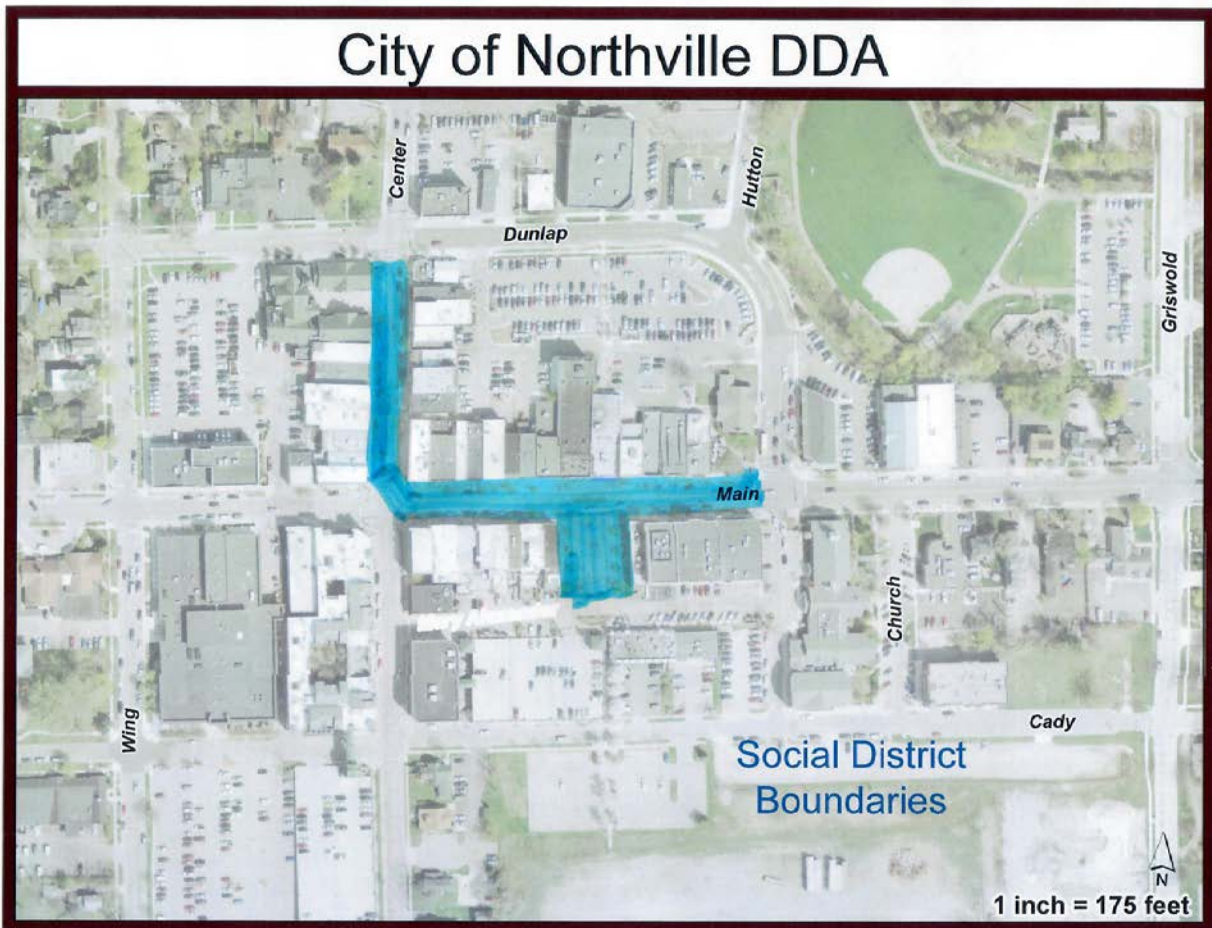 City of Northville DDA
Center
Hutton
Dunlap
Griswold
Main
Church
Wing
Cady
Social District
Boundaries
N
1 inch = 175 feet